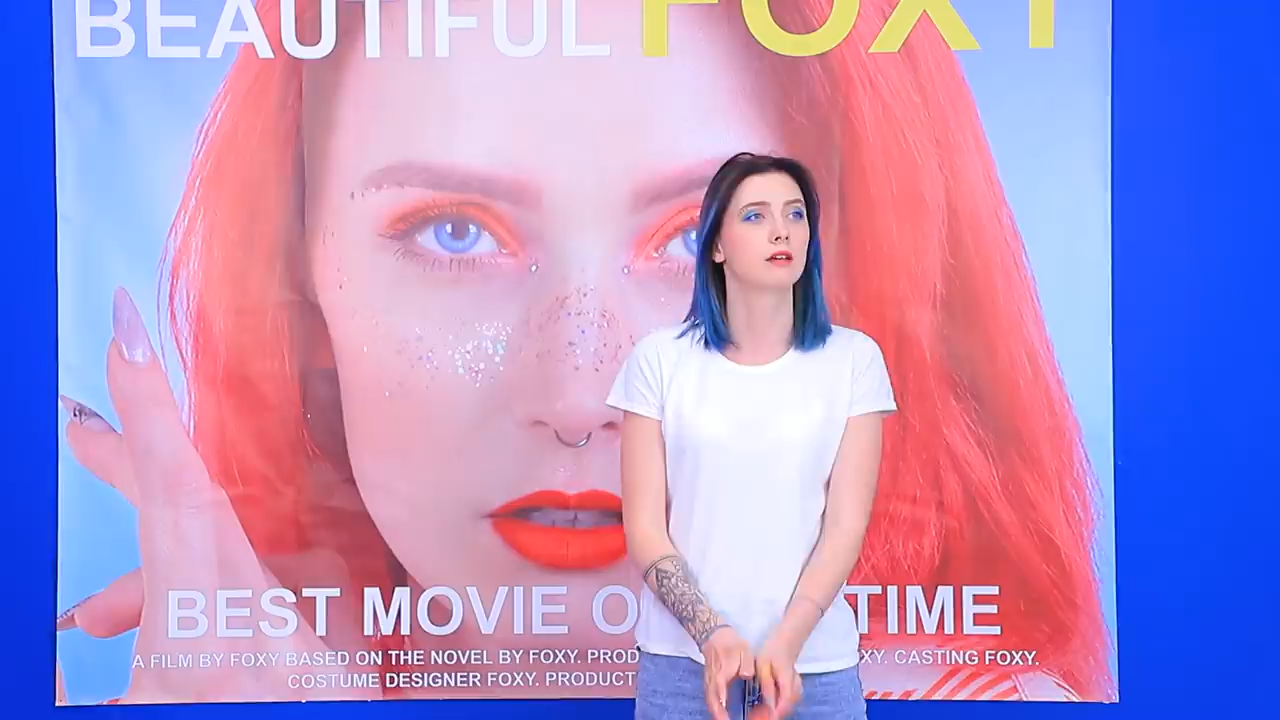 BEAUTIFUL FOXY
BEST MOVIE O TIME
A FILM BY FOXY BASED ON THE NOVEL BY FOXY. PROD XY. CASTING FOXY.
COSTUME DESIGNER FOXY. PRODUCT